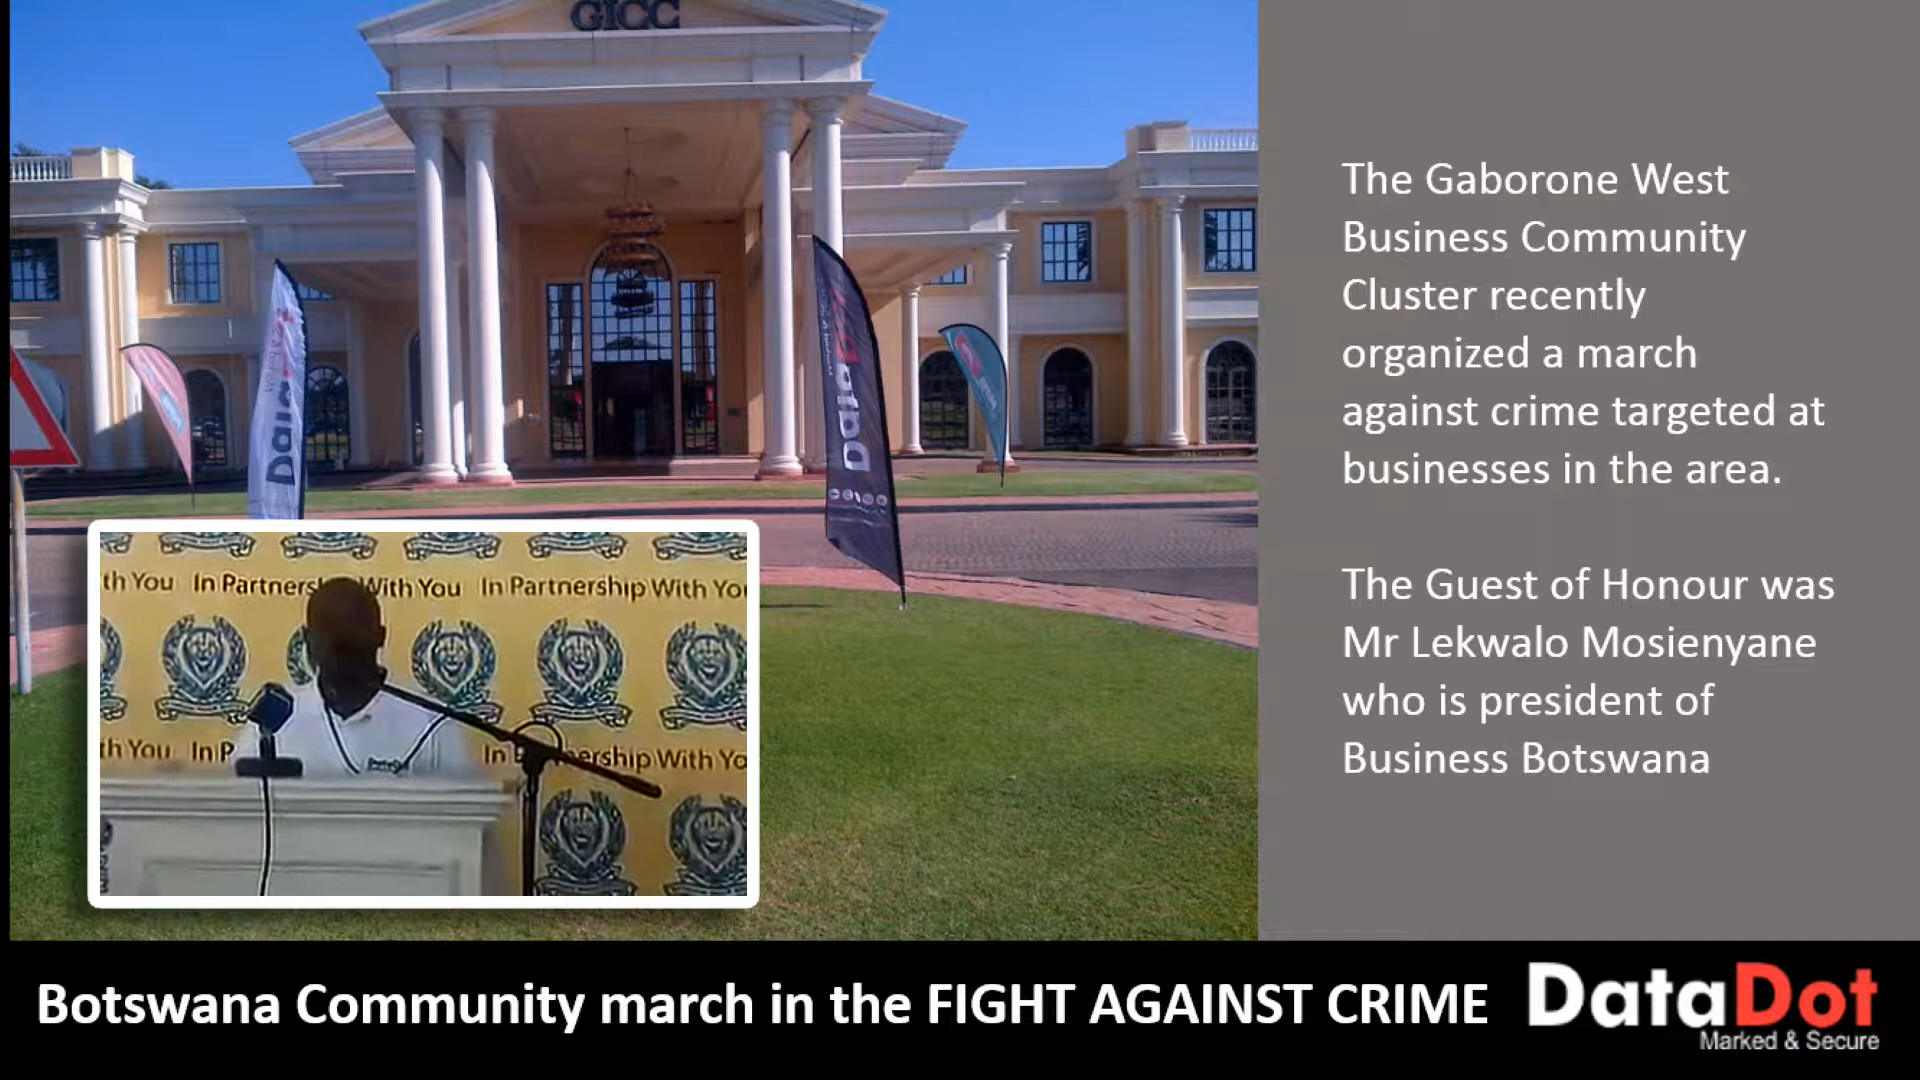 GICC
The Gaborone West
Business Community
Cluster recently
organized a march
against crime targeted at
businesses in the area.
The Guest of Honour was
Mr Lekwalo Mosienyane
who is president of
Business Botswana
DataDot
th You In Partners With You In Partnership With You
th You In P In ership With Yo
Botswana Community march in the FIGHT AGAINST CRIME
DataDot
Marked & Secure